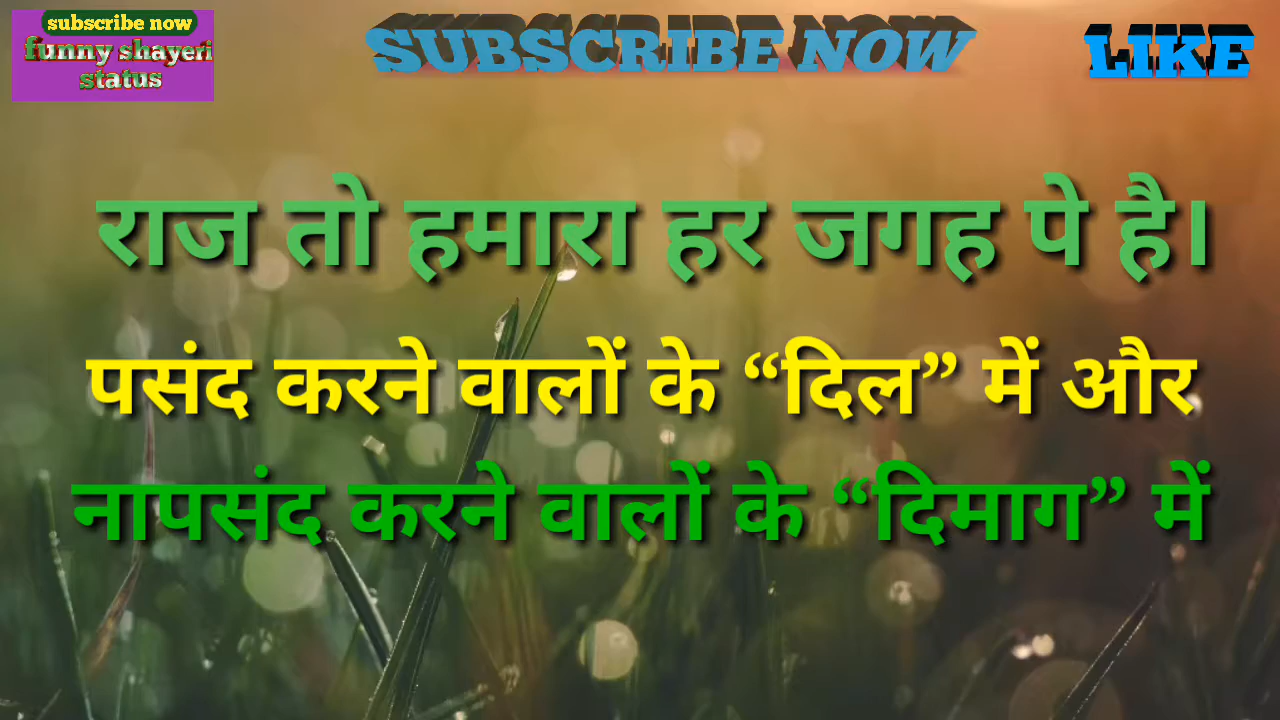 subscribe now
funny shayeri
status
SUBSCRIBE NOW
LIKE
राज तो हमारा हर जगह पे है।
पसंद करने वालों के “दिल” में और
नापसंद करने वालों के “दिमाग” में